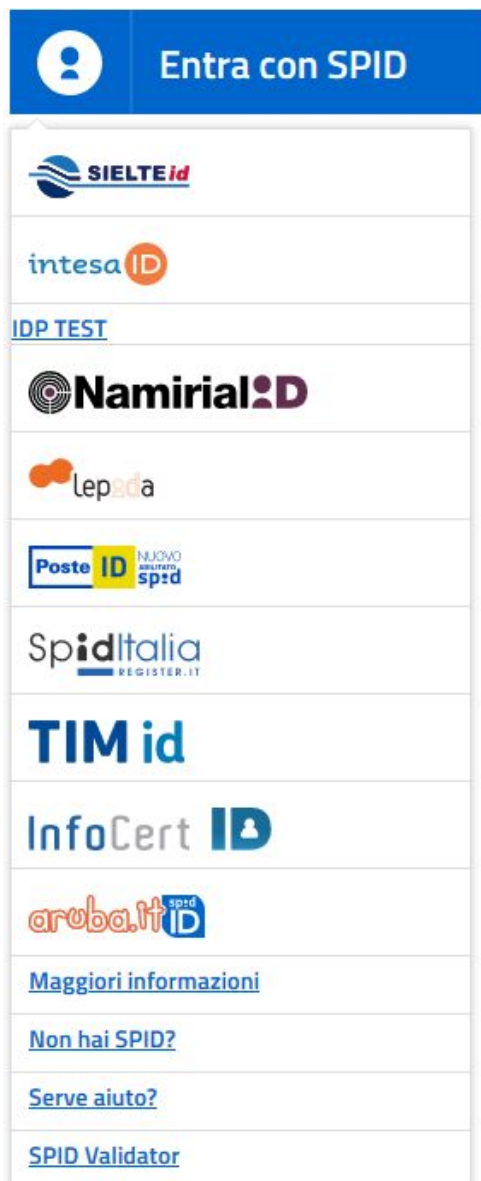 Entra con SPID
SIELTE id
intesa ID
IDP TEST
Namirial ID
lepida
Poste ID NUOVO
ABILITATO
spid
SpidItalia
REGISTER.IT
TIM id
InfoCert ID
aruba.it spid ID
Maggiori informazioni
Non hai SPID?
Serve aiuto?
SPID Validator